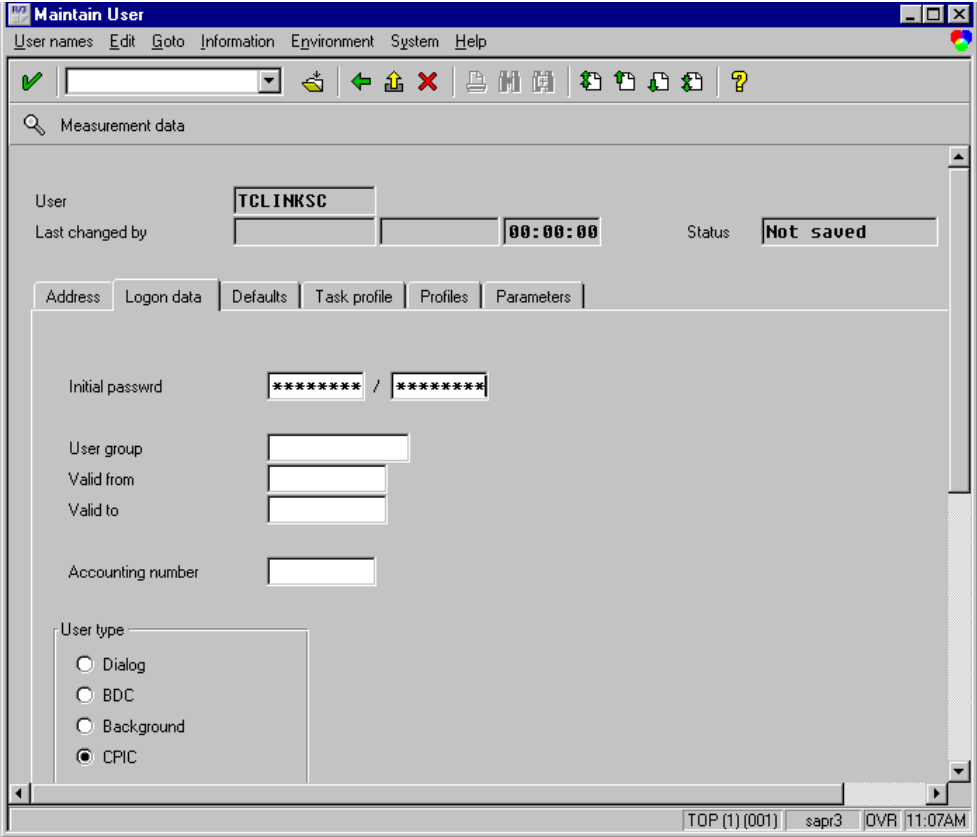 R/3 Maintain User
User names Edit Goto Information Environment System Help
Measurement data
User TCLINKSC
Last changed by 00:00:00 Status Not saved
Address Logon data Defaults Task profile Profiles Parameters
Initial passwrd ******** / ********
User group
Valid from
Valid to
Accounting number
User type
Dialog
BDC
Background
CPIC
TOP (1) (001) sapr3 OVR 11:07AM